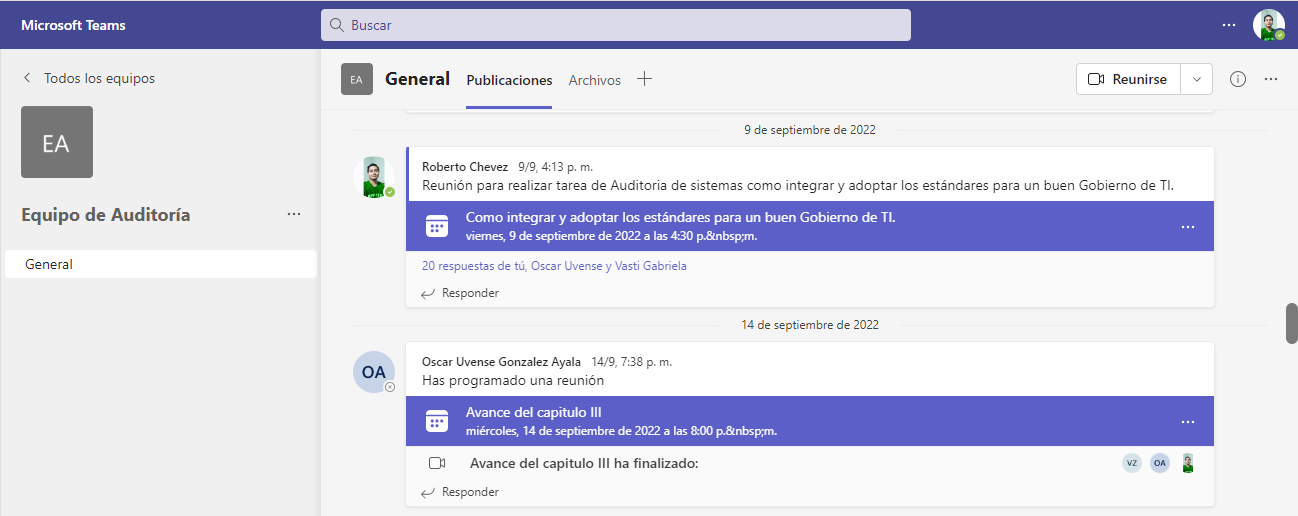 Microsoft Teams
Buscar
Todos los equipos
EA
Equipo de Auditoría
General
EA
General
Publicaciones
Archivos
Reunirse
9 de septiembre de 2022
Roberto Chevez 9/9, 4:13 p. m.
Reunión para realizar tarea de Auditoria de sistemas como integrar y adoptar los estándares para un buen Gobierno de TI.
Como integrar y adoptar los estándares para un buen Gobierno de TI.
viernes, 9 de septiembre de 2022 a las 4:30 p.&nbsp;m.
20 respuestas de tú, Oscar Uvense y Vasti Gabriela
Responder
14 de septiembre de 2022
OA
Oscar Uvense Gonzalez Ayala 14/9, 7:38 p. m.
Has programado una reunión
Avance del capitulo III
miércoles, 14 de septiembre de 2022 a las 8:00 p.&nbsp;m.
Avance del capitulo III ha finalizado:
VZ OA
Responder